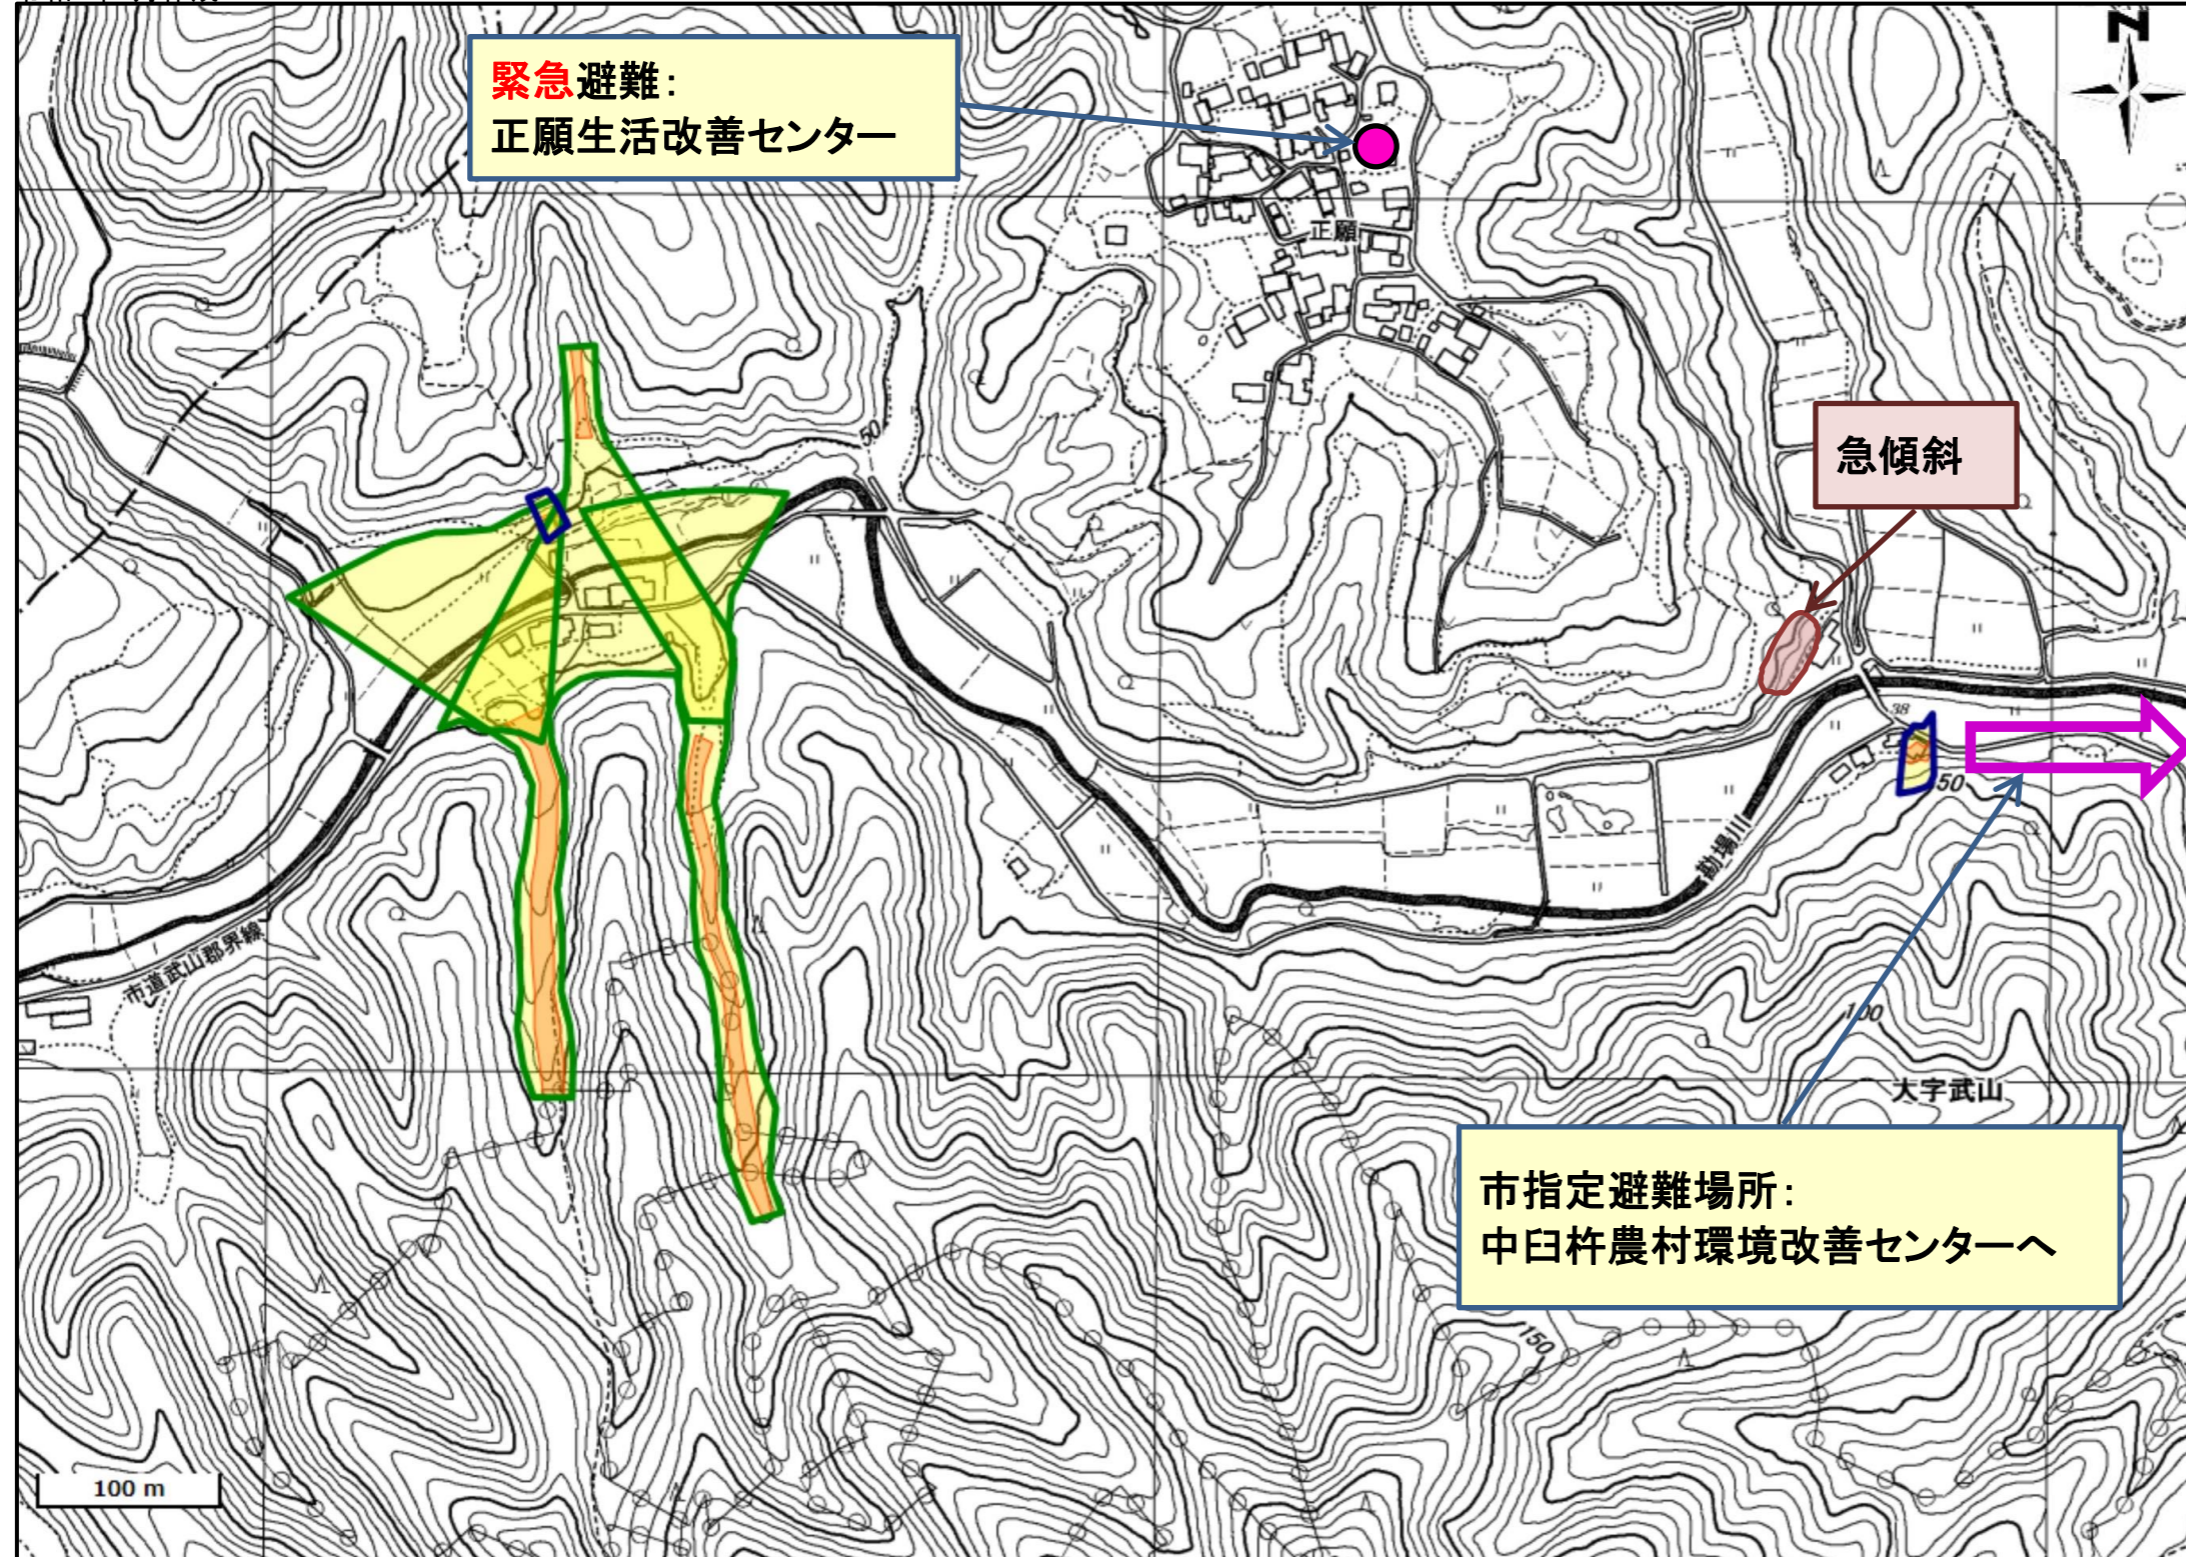 N
緊急避難：
正願生活改善センター
正願
50
急傾斜
38
50
勘場川
市道武山郡界線
100
大字武山
市指定避難場所：
中臼杵農村環境改善センターへ
150
100 m